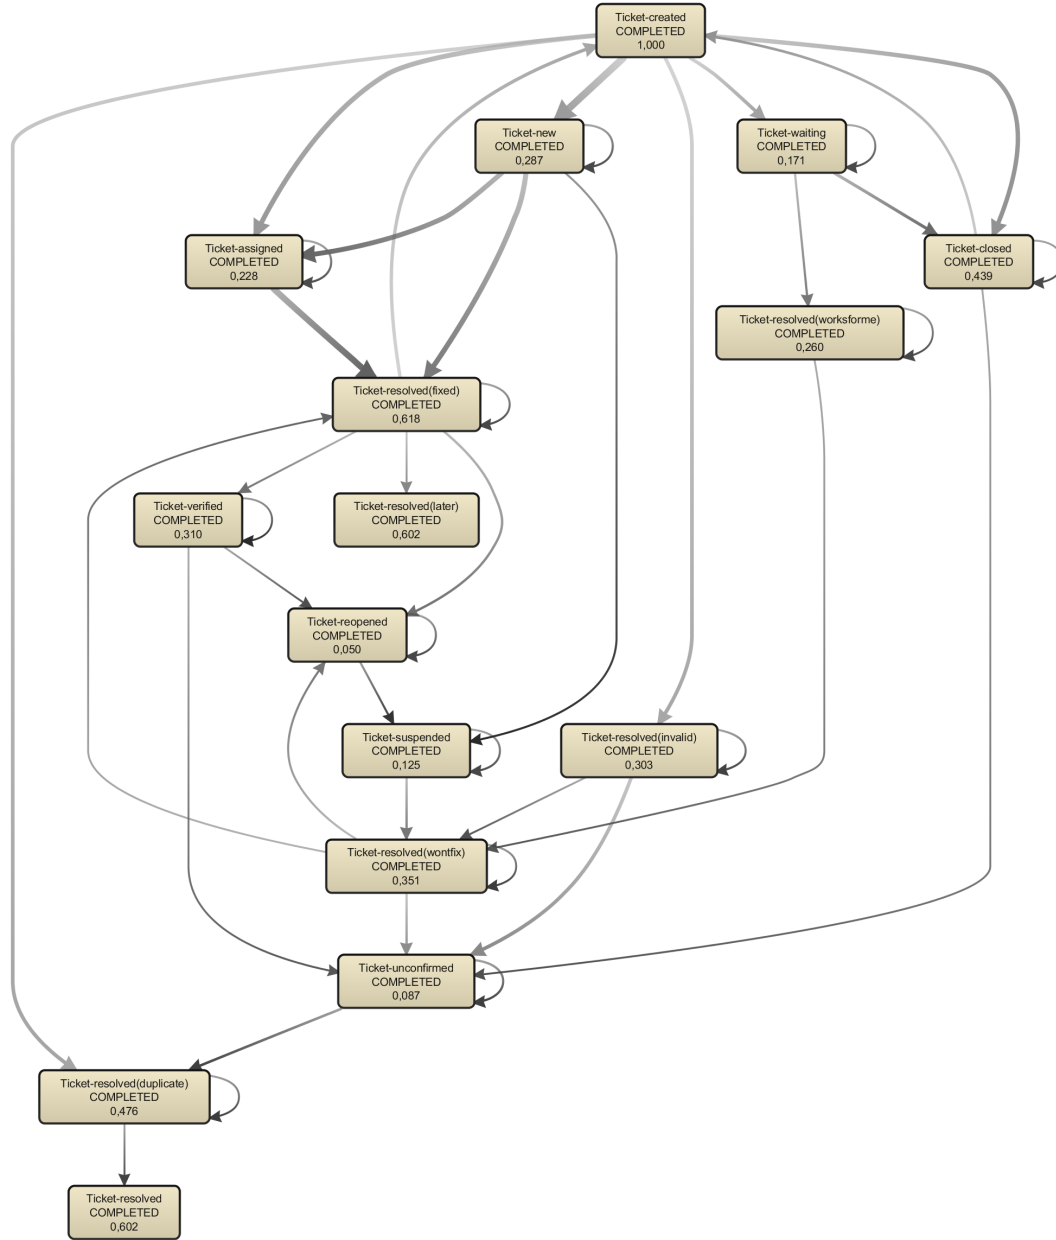 Ticket-created
COMPLETED
1,000
Ticket-new
COMPLETED
0,287
Ticket-waiting
COMPLETED
0,171
Ticket-assigned
COMPLETED
0,228
Ticket-closed
COMPLETED
0,439
Ticket-resolved(worksforme)
COMPLETED
0,260
Ticket-resolved(fixed)
COMPLETED
0,618
Ticket-verified
COMPLETED
0,310
Ticket-resolved(later)
COMPLETED
0,602
Ticket-reopened
COMPLETED
0,050
Ticket-suspended
COMPLETED
0,125
Ticket-resolved(invalid)
COMPLETED
0,303
Ticket-resolved(wontfix)
COMPLETED
0,351
Ticket-unconfirmed
COMPLETED
0,087
Ticket-resolved(duplicate)
COMPLETED
0,476
Ticket-resolved
COMPLETED
0,602